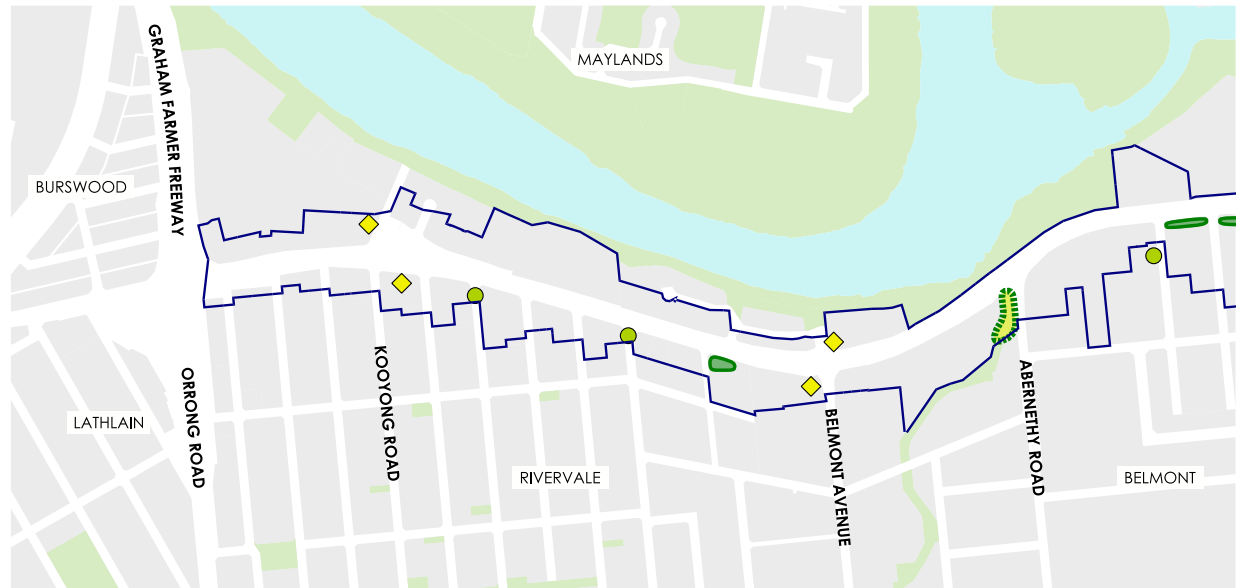 GRAHAM FARMER FREEWAY
MAYLANDS
BURSWOOD
ORRONG ROAD
KOOYONG ROAD
LATHLAIN
RIVERVALE
BELMONT AVENUE
ABERNETHY ROAD
BELMONT